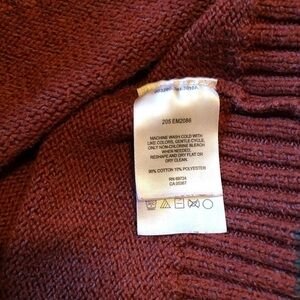 205 EM2086
MACHINE WASH COLD WITH
LIKE COLORS, GENTLE CYCLE,
ONLY NON-CHLORINE BLEACH
WHEN NEEDED.
RESHAPE AND DRY FLAT OR
DRY CLEAN.
90% COTTON 10% POLYESTER
RN 69724
CA 05367